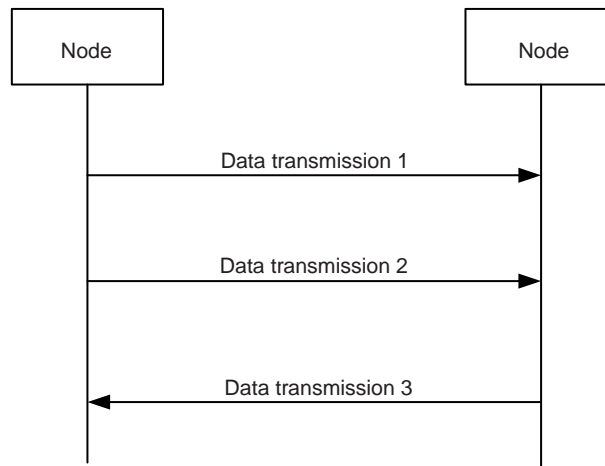 Node
Node
Data transmission 1
Data transmission 2
Data transmission 3